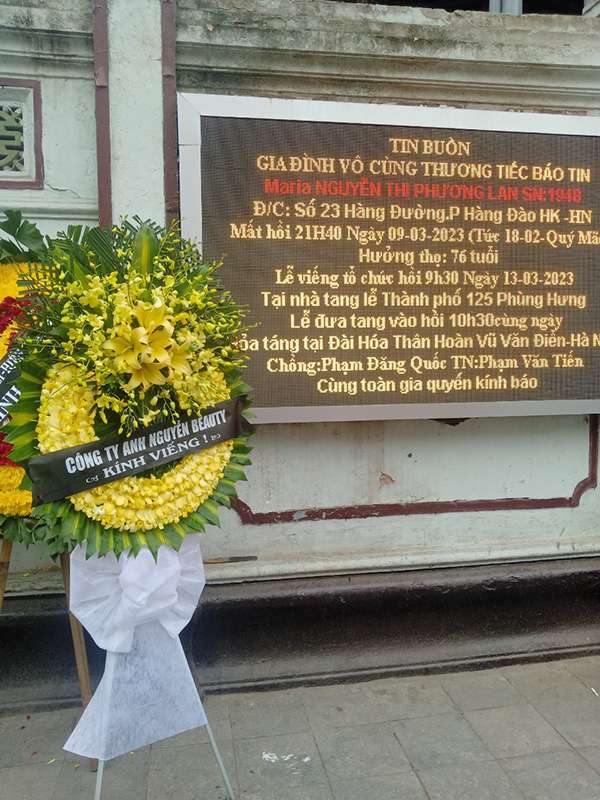 TIN BUỒN
GIA ĐÌNH VÔ CÙNG THƯƠNG TIẾC BÁO TIN
Maria NGUYỄN THỊ PHƯƠNG LAN SN:1948
Đ/C: Số 23 Hàng Đường.P Hàng Đào HK -HN
Mất hồi 21H40 Ngày 09-03-2023 (Tức 18-02-Quý Mão
Hưởng thọ: 76 tuổi
Lễ viếng tổ chức hồi 9h30 Ngày 13-03-2023
Tại nhà tang lễ Thành phố 125 Phùng Hưng
Lễ đưa tang vào hồi 10h30cùng ngày
táng tại Đài Hóa Thân Hoàn Vũ Văn Điển-Hà
Chồng:Phạm Đăng Quốc TN:Phạm Văn Tiến
Cùng toàn gia quyến kính báo
CÔNG TY ANH NGUYÊN BEAUTY
KÍNH VIẾNG !